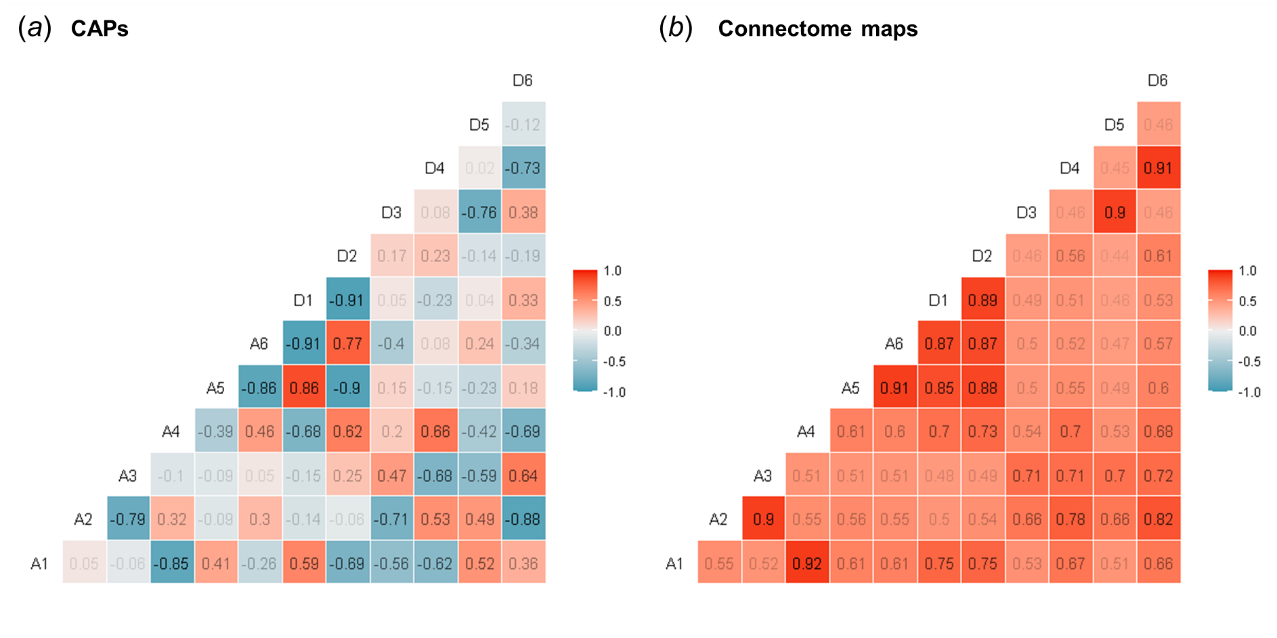 (a) CAPs
D6
D5 -0.12
D4 0.02 -0.73
D3 0.08 -0.76 0.38
D2 0.17 0.23 -0.14 -0.19
D1 -0.91 0.05 -0.23 0.04 0.33
A6 -0.91 0.77 -0.4 0.08 0.24 -0.34
A5 -0.86 0.86 -0.9 0.15 -0.15 -0.23 0.18
A4 -0.39 0.46 -0.68 0.62 0.2 0.66 -0.42 -0.69
A3 -0.1 -0.09 0.05 -0.15 0.25 0.47 -0.68 -0.59 0.64
A2 -0.79 0.32 -0.09 0.3 -0.14 -0.06 -0.71 0.53 0.49 -0.88
A1 0.05 -0.06 -0.85 0.41 -0.26 0.59 -0.69 -0.56 -0.62 0.52 0.36
1.0
0.5
0.0
-0.5
-1.0
(b) Connectome maps
D6
D5 0.46
D4 0.45 0.91
D3 0.46 0.9 0.46
D2 0.46 0.56 0.44 0.61
D1 0.89 0.49 0.51 0.46 0.53
A6 0.87 0.87 0.5 0.52 0.47 0.57
A5 0.91 0.85 0.88 0.5 0.55 0.49 0.6
A4 0.61 0.6 0.7 0.73 0.54 0.7 0.53 0.68
A3 0.51 0.51 0.51 0.48 0.49 0.71 0.71 0.7 0.72
A2 0.9 0.55 0.56 0.55 0.5 0.54 0.66 0.78 0.66 0.82
A1 0.55 0.52 0.92 0.61 0.61 0.75 0.75 0.53 0.67 0.51 0.66
1.0
0.5
0.0
-0.5
-1.0